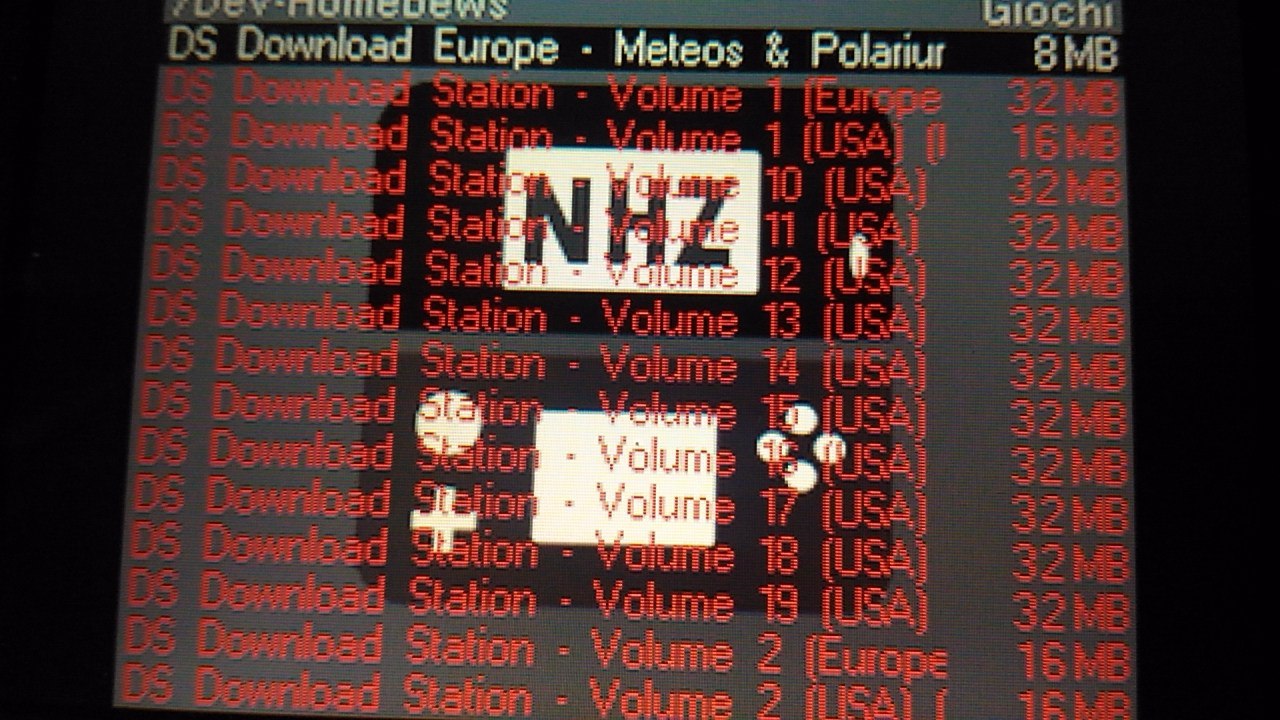 /Dev-Homebews Giochi
DS Download Europe - Meteos & Polariur 8MB
DS Download Station - Volume 1 (Europe 32MB
DS Download Station - Volume 1 (USA) (I 16MB
DS Download Station - Volume 10 (USA) 32MB
DS Download Station - Volume 11 (USA) 32MB
NHZ
DS Download Station - Volume 12 (USA) 32MB
DS Download Station - Volume 13 (USA) 32MB
DS Download Station - Volume 14 (USA) 32MB
DS Download Station - Volume 15 (USA) 32MB
DS Download Station - Volume 16 (USA) 32MB
DS Download Station - Volume 17 (USA) 32MB
DS Download Station - Volume 18 (USA) 32MB
DS Download Station - Volume 19 (USA) 32MB
DS Download Station - Volume 2 (Europe 16MB
DS Download Station - Volume 2 (USA) ( 16MB